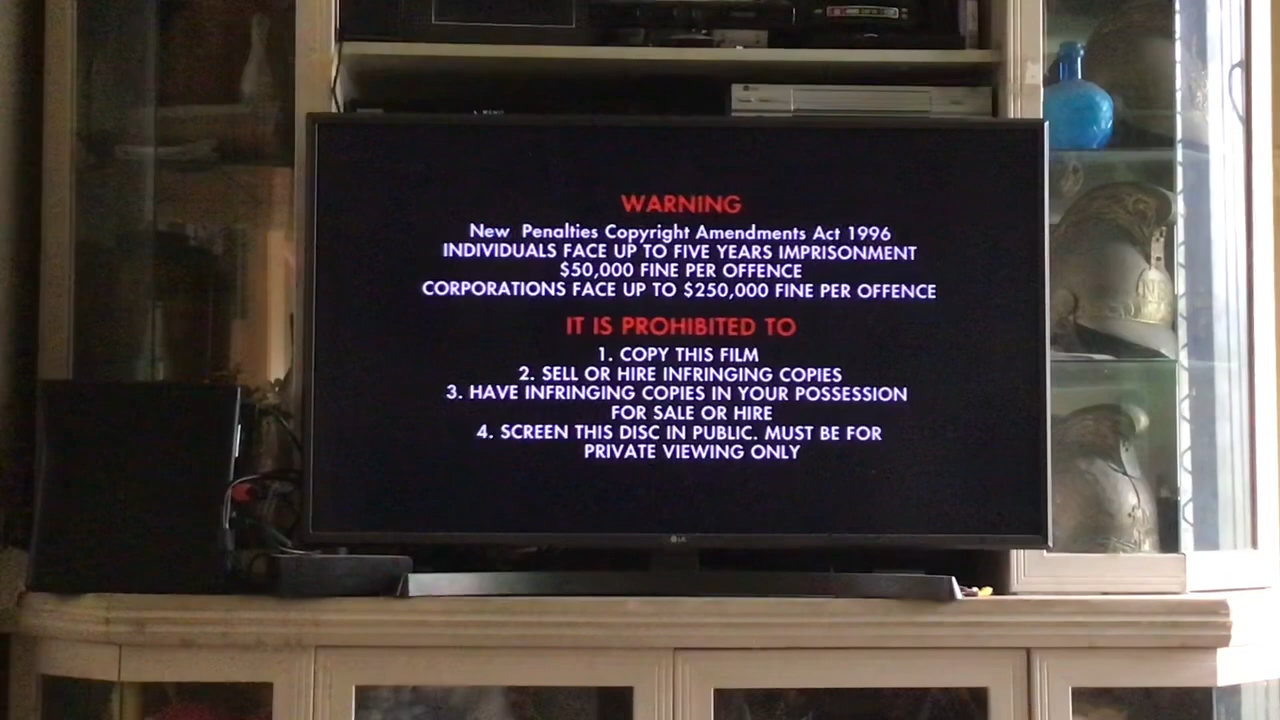 WARNING
New Penalties Copyright Amendments Act 1996
INDIVIDUALS FACE UP TO FIVE YEARS IMPRISONMENT
$50,000 FINE PER OFFENCE
CORPORATIONS FACE UP TO $250,000 FINE PER OFFENCE
IT IS PROHIBITED TO
1. COPY THIS FILM
2. SELL OR HIRE INFRINGING COPIES
3. HAVE INFRINGING COPIES IN YOUR POSSESSION
FOR SALE OR HIRE
4. SCREEN THIS DISC IN PUBLIC. MUST BE FOR
PRIVATE VIEWING ONLY
LG